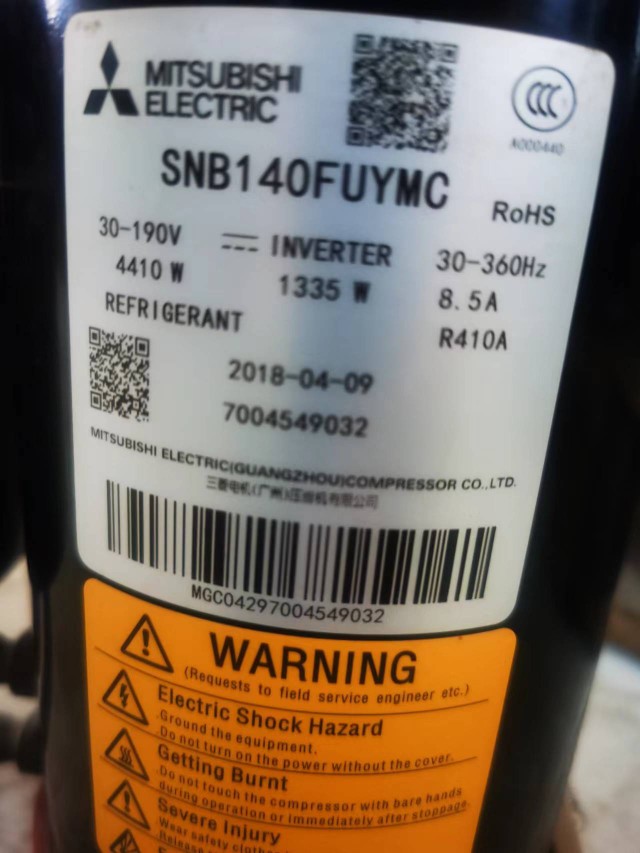 MITSUBISHI
ELECTRIC
CCC
A000440
SNB140FUYMC
RoHS
30-190V
INVERTER
30-360Hz
4410 W
1335 W
8.5A
REFRIGERANT
R410A
2018-04-09
7004549032
MITSUBISHI ELECTRIC(GUANGZHOU)COMPRESSOR CO.,LTD.
三菱电机(广州)压缩机有限公司
MGC04297004549032
WARNING
(Requests to field service engineer etc.)
Electric Shock Hazard
.Ground the equipment.
.Do not turn on the power without the cover.
Getting Burnt
.Do not touch the compressor with bare hands
during operation or immediately after stoppage.
Severe Injury
.Wear safety